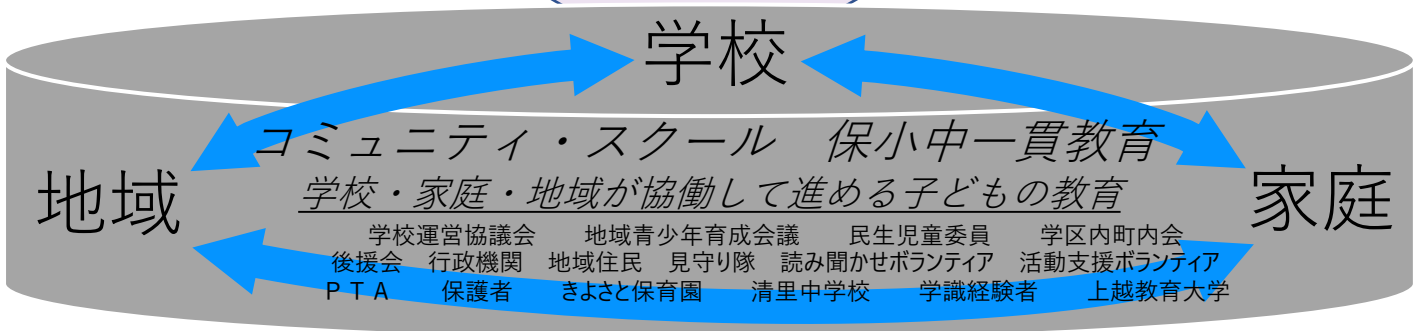 学校
コミュニティ・スクール　保小中一貫教育
地域
学校・家庭・地域が協働して進める子どもの教育
家庭
学校運営協議会　地域青少年育成会議　民生児童委員　学区内町内会
後援会　行政機関　地域住民　見守り隊　読み聞かせボランティア　活動支援ボランティア
ＰＴＡ　保護者　きよさと保育園　清里中学校　学識経験者　上越教育大学